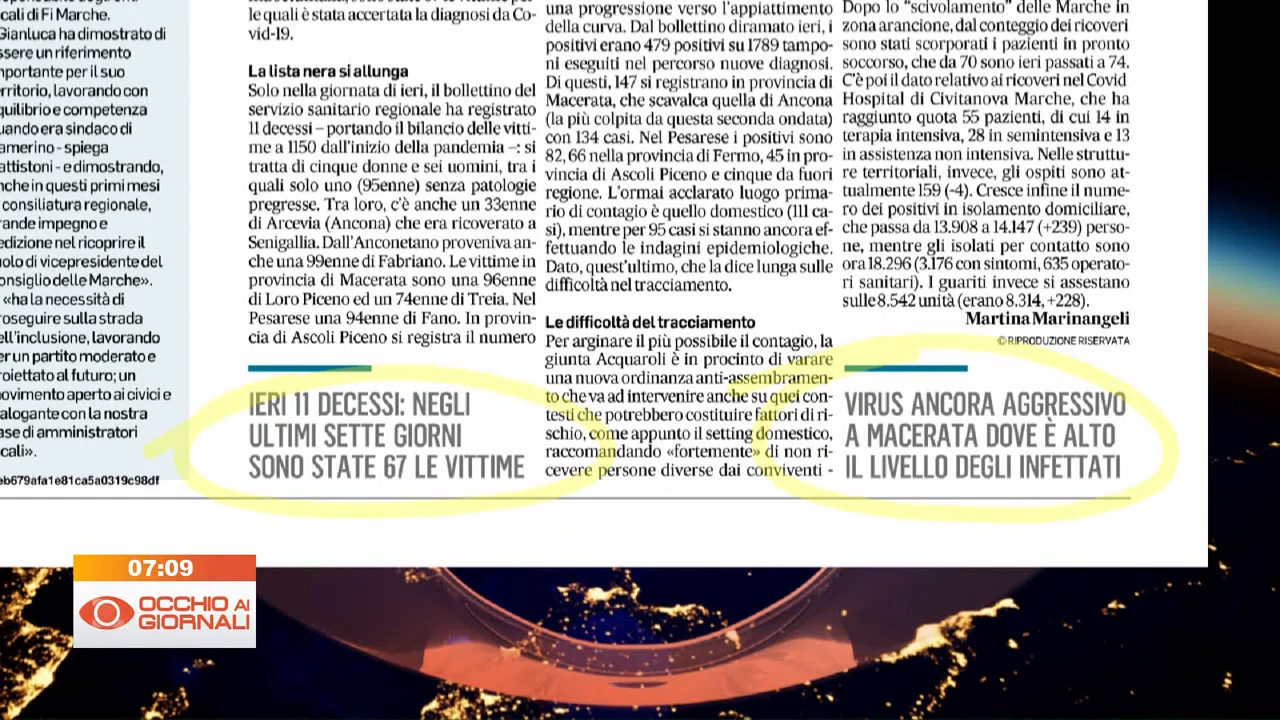 cali di Fi Marche.
Gianluca ha dimostrato di
ssere un riferimento
nportante per il suo
erritorio, lavorando con
quilibrio e competenza
uando era sindaco di
amerino - spiega
attistoni - e dimostrando,
nche in questi primi mesi
consiliatura regionale,
rande impegno e
edizione nel ricoprire il
uolo di vicepresidente del
onsiglio delle Marche».
«ha la necessità di
roseguire sulla strada
ell'inclusione, lavorando
er un partito moderato e
roiettato al futuro; un
ovimento aperto ai civici e
alogante con la nostra
ase di amministratori
cali».
eb679afa1e81ca5a0319c98df
le quali è stata accertata la diagnosi da Co-
vid-19.
La lista nera si allunga
Solo nella giornata di ieri, il bollettino del
servizio sanitario regionale ha registrato
11 decessi – portando il bilancio delle vitti-
me a 1150 dall'inizio della pandemia –: si
tratta di cinque donne e sei uomini, tra i
quali solo uno (95enne) senza patologie
pregresse. Tra loro, c'è anche un 33enne
di Arcevia (Ancona) che era ricoverato a
Senigallia. Dall'Anconetano proveniva an-
che una 99enne di Fabriano. Le vittime in
provincia di Macerata sono una 96enne
di Loro Piceno ed un 74enne di Treia. Nel
Pesarese una 94enne di Fano. In provin-
cia di Ascoli Piceno si registra il numero
IERI 11 DECESSI: NEGLI
ULTIMI SETTE GIORNI
SONO STATE 67 LE VITTIME
una progressione verso l'appiattimento
della curva. Dal bollettino diramato ieri, i
positivi erano 479 positivi su 1789 tampo-
ni eseguiti nel percorso nuove diagnosi.
Di questi, 147 si registrano in provincia di
Macerata, che scavalca quella di Ancona
(la più colpita da questa seconda ondata)
con 134 casi. Nel Pesarese i positivi sono
82, 66 nella provincia di Fermo, 45 in pro-
vincia di Ascoli Piceno e cinque da fuori
regione. L'ormai acclarato luogo prima-
rio di contagio è quello domestico (111 ca-
si), mentre per 95 casi si stanno ancora ef-
fettuando le indagini epidemiologiche.
Dato, quest'ultimo, che la dice lunga sulle
difficoltà nel tracciamento.
Le difficoltà del tracciamento
Per arginare il più possibile il contagio, la
giunta Acquaroli è in procinto di varare
una nuova ordinanza anti-assembramen-
to che va ad intervenire anche su quei con-
testi che potrebbero costituire fattori di ri-
schio, come appunto il setting domestico,
raccomandando «fortemente» di non ri-
cevere persone diverse dai conviventi -
Dopo lo "scivolamento" delle Marche in
zona arancione, dal conteggio dei ricoveri
sono stati scorporati i pazienti in pronto
soccorso, che da 70 sono ieri passati a 74.
C'è poi il dato relativo ai ricoveri nel Covid
Hospital di Civitanova Marche, che ha
raggiunto quota 55 pazienti, di cui 14 in
terapia intensiva, 28 in semintensiva e 13
in assistenza non intensiva. Nelle struttu-
re territoriali, invece, gli ospiti sono at-
tualmente 159 (-4). Cresce infine il nume-
ro dei positivi in isolamento domiciliare,
che passa da 13.908 a 14.147 (+239) perso-
ne, mentre gli isolati per contatto sono
ora 18.296 (3.176 con sintomi, 635 operato-
ri sanitari). I guariti invece si assestano
sulle 8.542 unità (erano 8.314, +228).
Martina Marinangeli
© RIPRODUZIONE RISERVATA
VIRUS ANCORA AGGRESSIVO
A MACERATA DOVE È ALTO
IL LIVELLO DEGLI INFETTATI
07:09
OCCHIO AI
GIORNALI